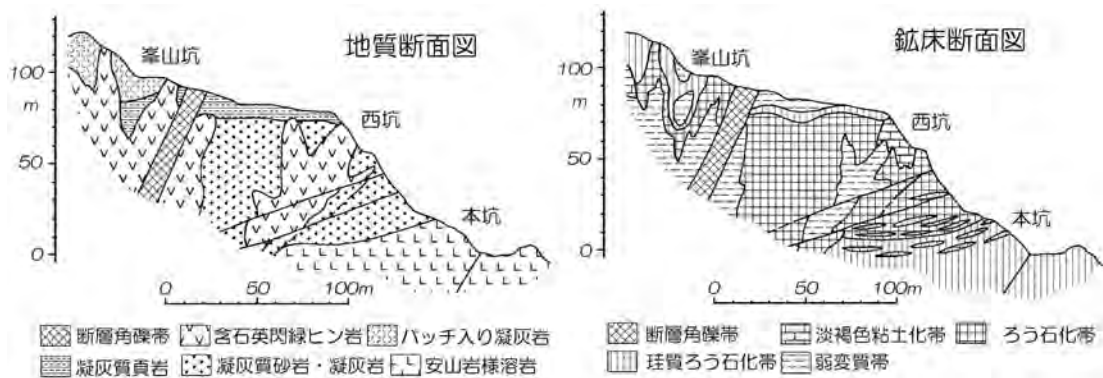 地質断面図
峯山坑
100
m
50
0
西坑
本坑
0 50 100m
断層角礫帯 含石英閃緑ヒン岩 パッチ入り凝灰岩
凝灰質頁岩 凝灰質砂岩・凝灰岩 安山岩様溶岩
鉱床断面図
峯山坑
100
m
50
0
西坑
本坑
0 50 100m
断層角礫帯 淡褐色粘土化帯 ろう石化帯
珪質ろう石化帯 弱変質帯